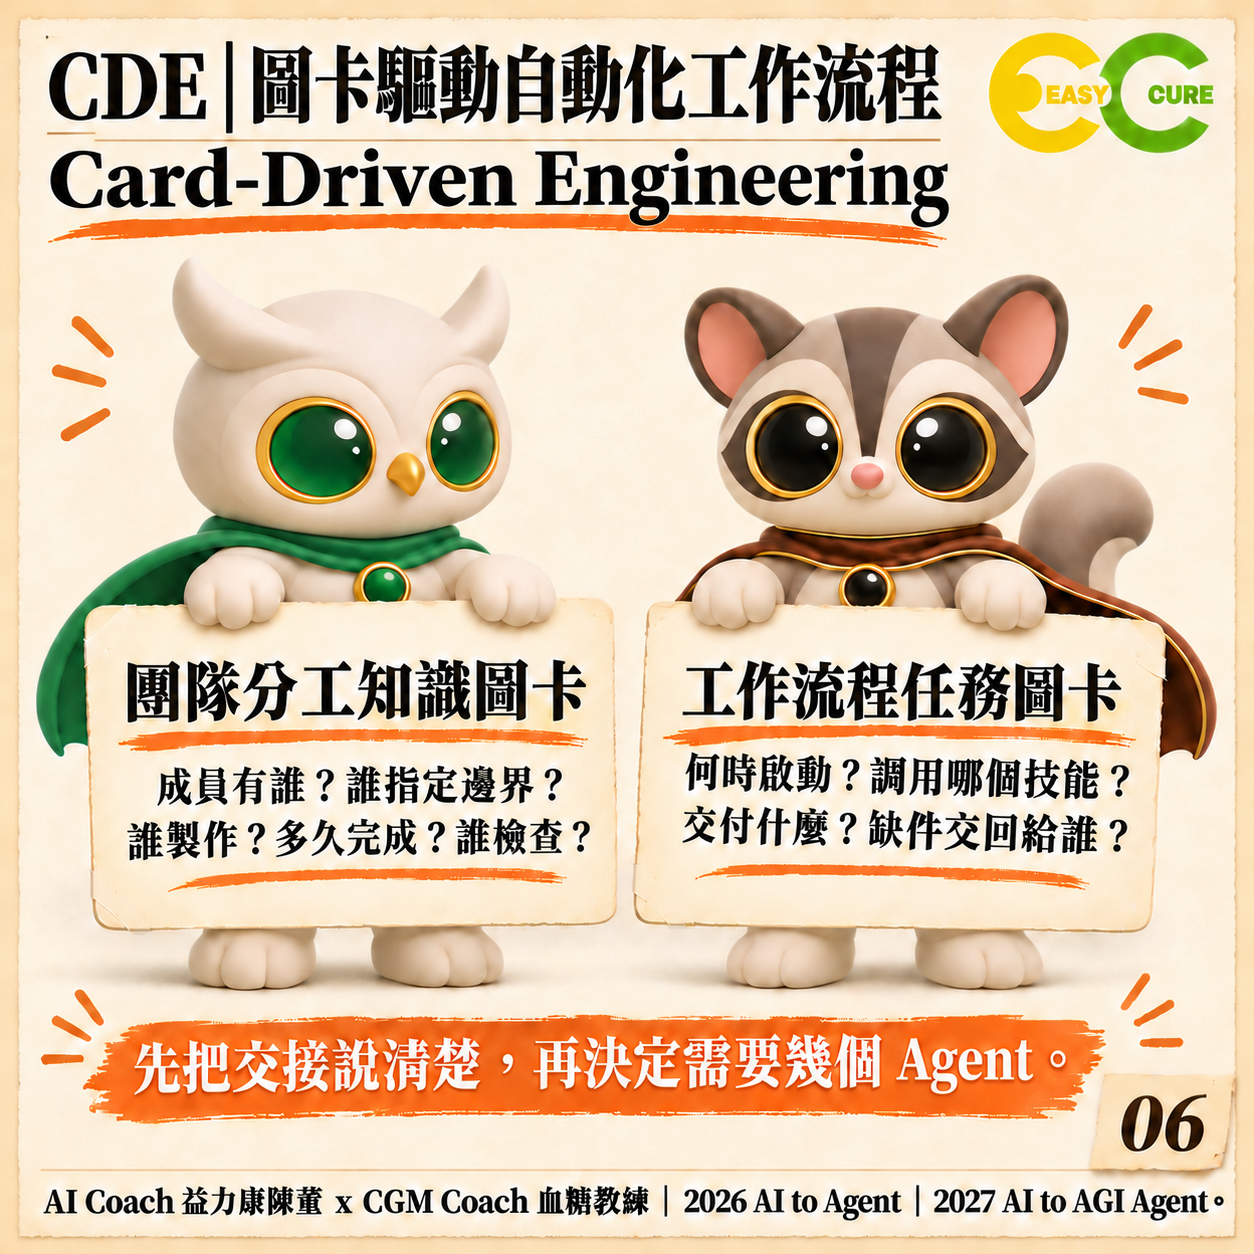 CDE｜圖卡驅動自動化工作流程
EASY CURE
Card-Driven Engineering
團隊分工知識圖卡
成員有誰？誰指定邊界？
誰製作？多久完成？誰檢查？
工作流程任務圖卡
何時啟動？調用哪個技能？
交付什麼？缺件交回給誰？
先把交接說清楚，再決定需要幾個 Agent。
06
AI Coach 益力康陳董 x CGM Coach 血糖教練｜2026 AI to Agent｜2027 AI to AGI Agent。